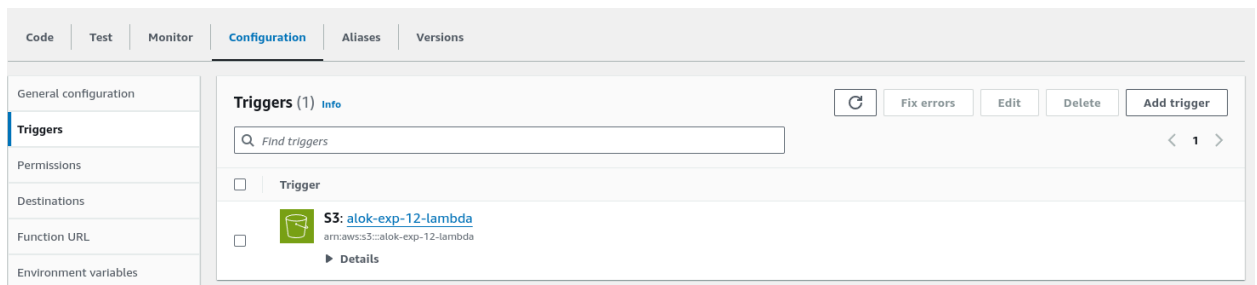 Code Test Monitor Configuration Aliases Versions
General configuration
Triggers
Permissions
Destinations
Function URL
Environment variables
Triggers (1) Info
Fix errors Edit Delete Add trigger
Find triggers
1
Trigger
S3: alok-exp-12-lambda
arn:aws:s3:::alok-exp-12-lambda
Details